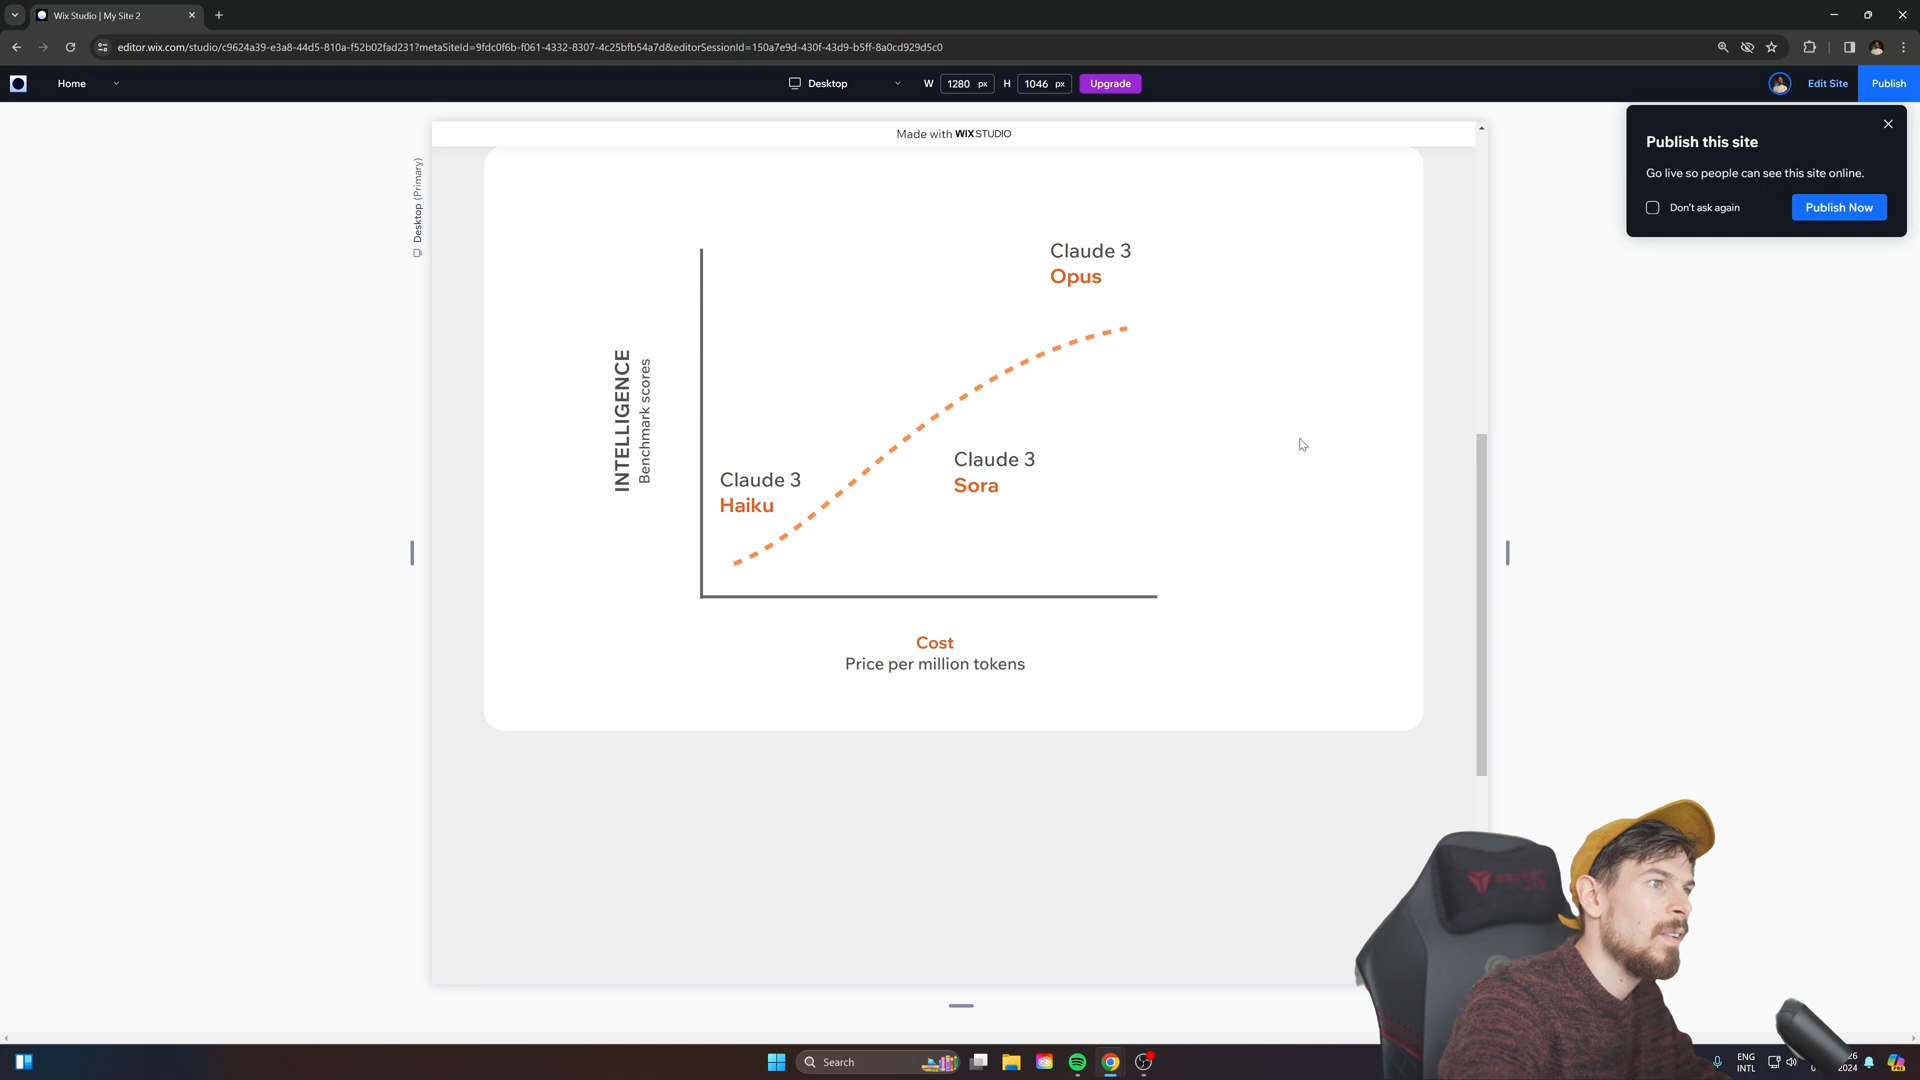 Wix Studio | My Site 2
editor.wix.com/studio/c9624a39-e3a8-44d5-810a-f52b02fad231?metaSiteId=9fdc0f6b-f061-4332-8307-4c25bfb54a7d&editorSessionId=150a7e9d-430f-43d9-b5ff-8a0cd929d5c0
Home
Desktop
W 1280 px H 1046 px
Upgrade
Edit Site
Publish
Made with WIX STUDIO
Publish this site
Go live so people can see this site online.
Don't ask again
Publish Now
Desktop (Primary)
Claude 3
Opus
INTELLIGENCE
Benchmark scores
Claude 3
Sora
Claude 3
Haiku
Cost
Price per million tokens
Search
ENG
INTL
2024